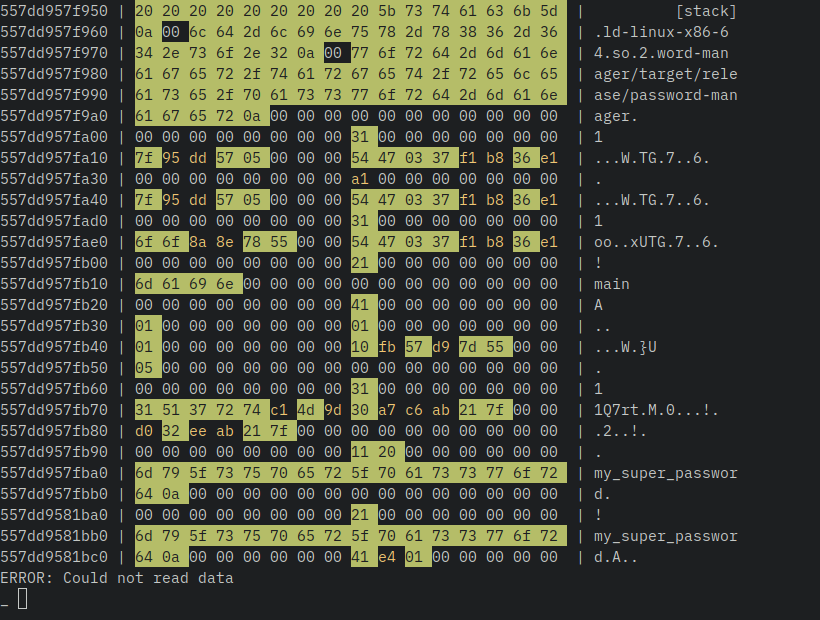 557dd957f950 | 20 20 20 20 20 20 20 20 20 5b 73 74 61 63 6b 5d  |          [stack]
557dd957f960 | 0a 00 6c 64 2d 6c 69 6e 75 78 2d 78 38 36 2d 36  | .ld-linux-x86-6
557dd957f970 | 34 2e 73 6f 2e 32 0a 00 77 6f 72 64 2d 6d 61 6e  | 4.so.2.word-man
557dd957f980 | 61 67 65 72 2f 74 61 72 67 65 74 2f 72 65 6c 65  | ager/target/rele
557dd957f990 | 61 73 65 2f 70 61 73 73 77 6f 72 64 2d 6d 61 6e  | ase/password-man
557dd957f9a0 | 61 67 65 72 0a 00 00 00 00 00 00 00 00 00 00 00  | ager.
557dd957fa00 | 00 00 00 00 00 00 00 00 31 00 00 00 00 00 00 00  | 1
557dd957fa10 | 7f 95 dd 57 05 00 00 00 54 47 03 37 f1 b8 36 e1  | ...W.TG.7..6.
557dd957fa30 | 00 00 00 00 00 00 00 00 a1 00 00 00 00 00 00 00  | .
557dd957fa40 | 7f 95 dd 57 05 00 00 00 54 47 03 37 f1 b8 36 e1  | ...W.TG.7..6.
557dd957fad0 | 00 00 00 00 00 00 00 00 31 00 00 00 00 00 00 00  | 1
557dd957fae0 | 6f 6f 8a 8e 78 55 00 00 54 47 03 37 f1 b8 36 e1  | oo..xUTG.7..6.
557dd957fb00 | 00 00 00 00 00 00 00 00 21 00 00 00 00 00 00 00  | !
557dd957fb10 | 6d 61 69 6e 00 00 00 00 00 00 00 00 00 00 00 00  | main
557dd957fb20 | 00 00 00 00 00 00 00 00 41 00 00 00 00 00 00 00  | A
557dd957fb30 | 01 00 00 00 00 00 00 00 01 00 00 00 00 00 00 00  | ..
557dd957fb40 | 01 00 00 00 00 00 00 00 10 fb 57 d9 7d 55 00 00  | ...W.}U
557dd957fb50 | 05 00 00 00 00 00 00 00 00 00 00 00 00 00 00 00  | .
557dd957fb60 | 00 00 00 00 00 00 00 00 31 00 00 00 00 00 00 00  | 1
557dd957fb70 | 31 51 37 72 74 c1 4d 9d 30 a7 c6 ab 21 7f 00 00  | 1Q7rt.M.0...!.
557dd957fb80 | d0 32 ee ab 21 7f 00 00 00 00 00 00 00 00 00 00  | .2..!.
557dd957fb90 | 00 00 00 00 00 00 00 00 11 20 00 00 00 00 00 00  | .
557dd957fba0 | 6d 79 5f 73 75 70 65 72 5f 70 61 73 73 77 6f 72  | my_super_passwor
557dd957fbb0 | 64 0a 00 00 00 00 00 00 00 00 00 00 00 00 00 00  | d.
557dd9581ba0 | 00 00 00 00 00 00 00 00 21 00 00 00 00 00 00 00  | !
557dd9581bb0 | 6d 79 5f 73 75 70 65 72 5f 70 61 73 73 77 6f 72  | my_super_passwor
557dd9581bc0 | 64 0a 00 00 00 00 00 00 41 e4 01 00 00 00 00 00  | d.A..
ERROR: Could not read data
_